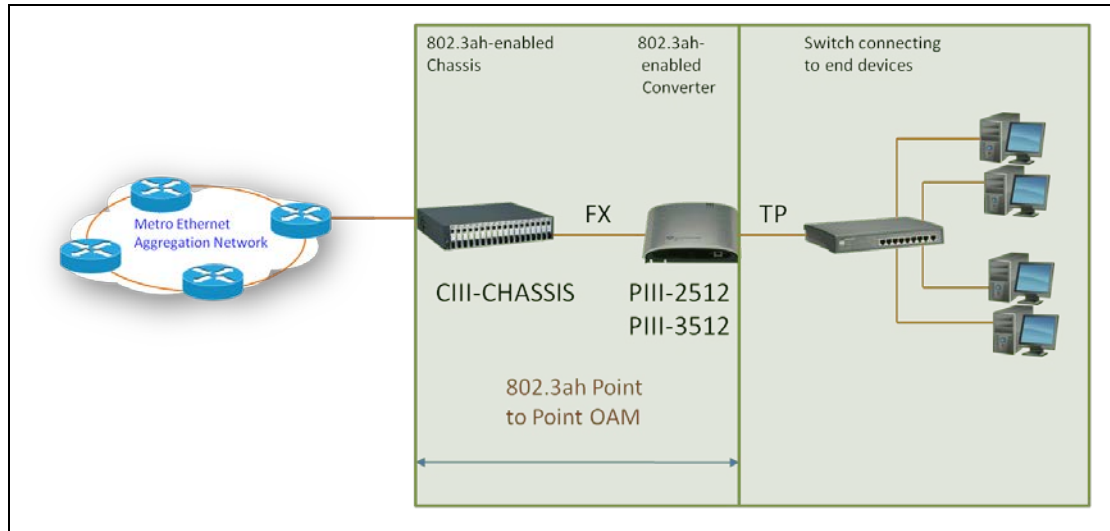 802.3ah-enabled
Chassis
802.3ah-
enabled
Converter
Switch connecting
to end devices
Metro Ethernet
Aggregation Network
FX
TP
CIII-CHASSIS
PIII-2512
PIII-3512
802.3ah Point
to Point OAM